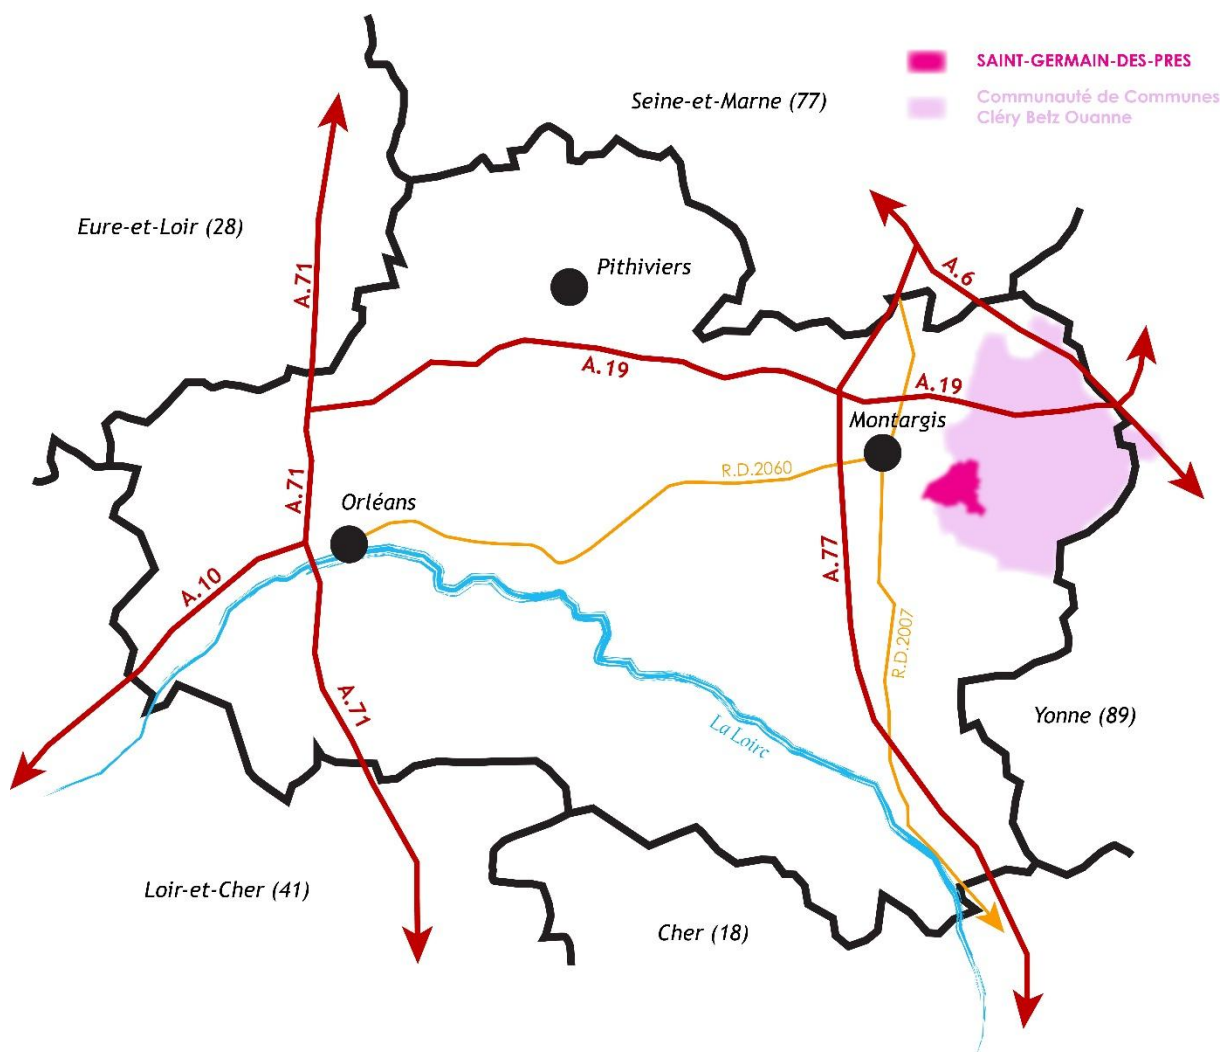 SAINT-GERMAIN-DES-PRES
Communauté de Communes
Cléry Betz Ouanne
Seine-et-Marne (77)
Eure-et-Loir (28)
Pithiviers
A.71
A.6
A.19
A.19
Montargis
R.D.2060
A.71
Orléans
A.77
A.10
R.D.2007
A.71
La Loire
Yonne (89)
Loir-et-Cher (41)
Cher (18)